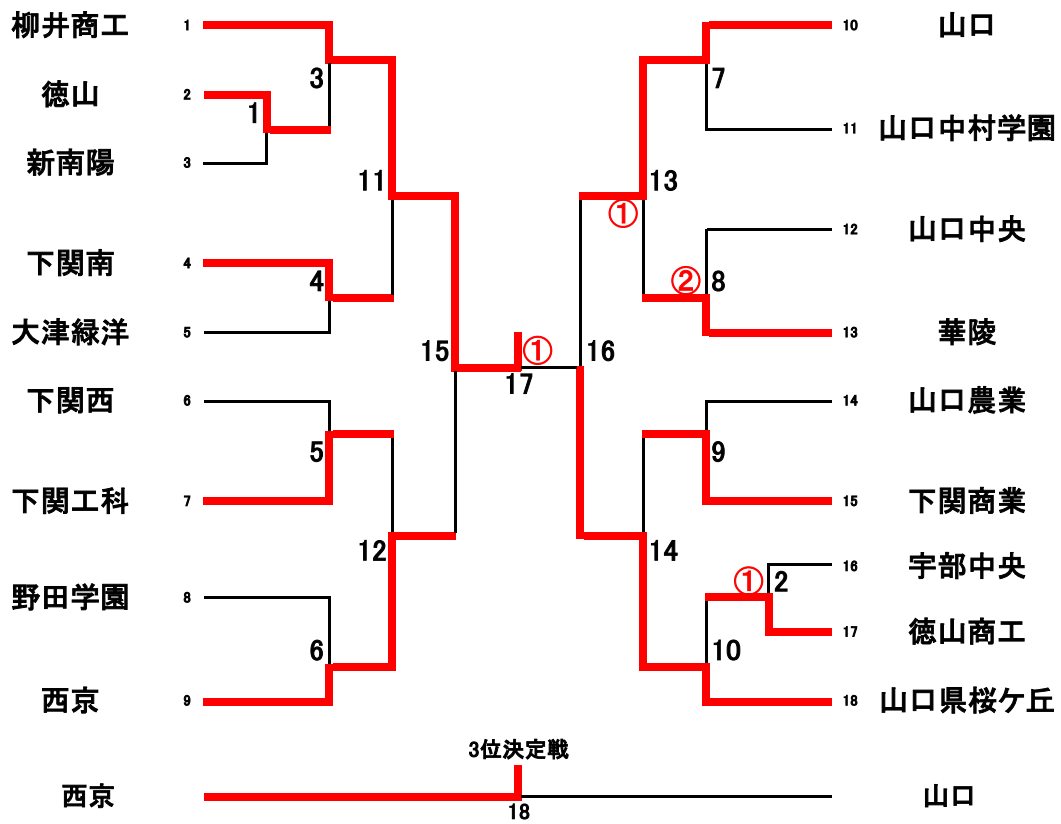 柳井商工 1
徳山 2
新南陽 3
下関南 4
大津緑洋 5
下関西 6
下関工科 7
野田学園 8
西京 9
3
1
11
4
15
5
12
6
17
①
10 山口
11 山口中村学園
12 山口中央
13 華陵
14 山口農業
15 下関商業
16 宇部中央
17 徳山商工
18 山口県桜ケ丘
7
13
①
②
8
16
9
14
①
2
10
3位決定戦
西京
18
山口